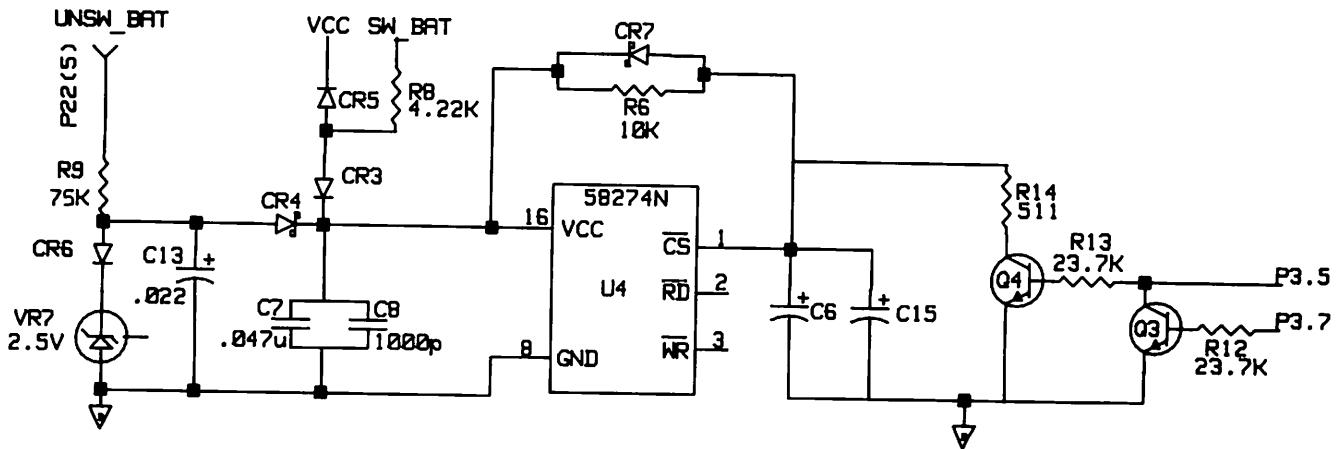 UNSW_BAT
P22(5)
VCC SW_BAT
CR7
CR5
R8
4.22K
R6
10K
R9
75K
CR3
CR4
58274N
R14
511
16
VCC
CR6
C13
+
.022
CS
1
R13
23.7K
Q4
P3.5
U4
RD
2
+
C6
+
C15
Q3
P3.7
VR7
2.5V
C7
.047u
C8
1000p
8
GND
WR
3
R12
23.7K